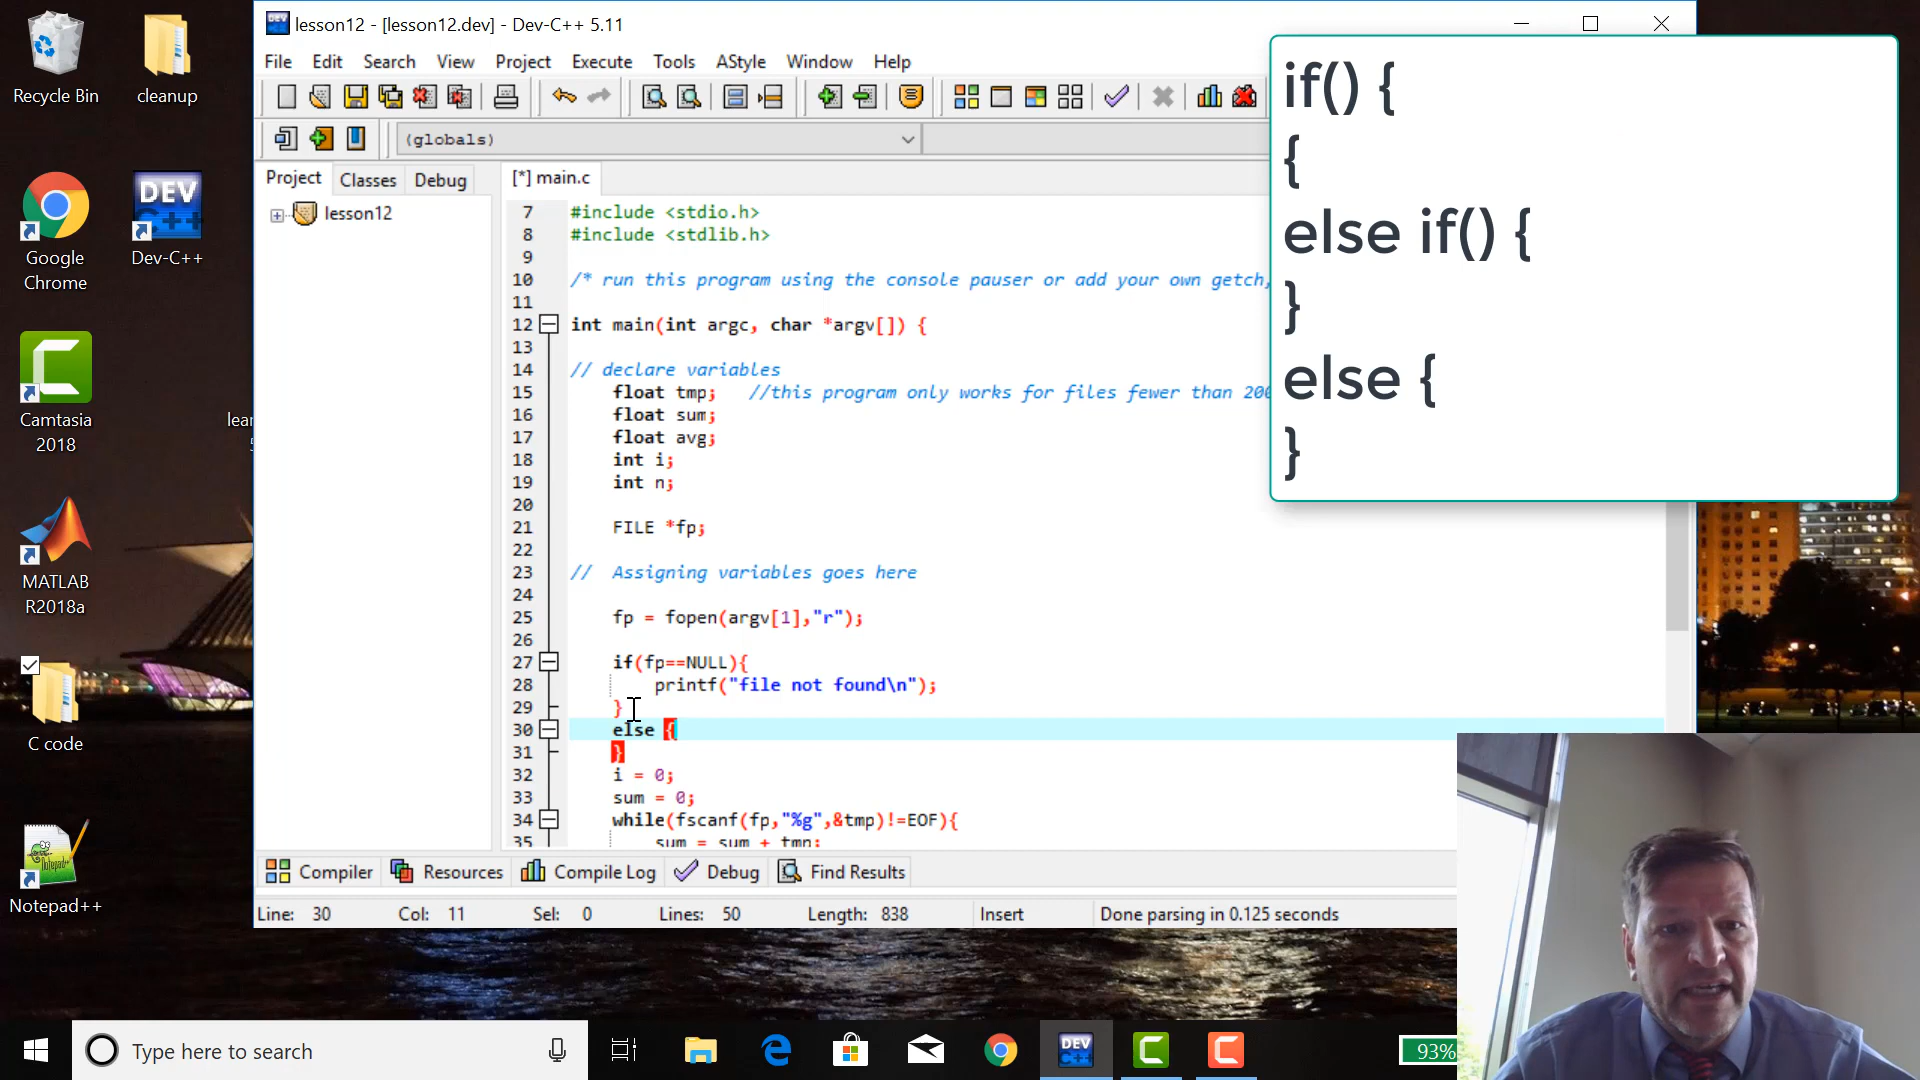 Recycle Bin
cleanup
Google
Chrome
DEV
C++
Dev-C++
Camtasia
2018
lear
MATLAB
R2018a
C code
Notepad++
lesson12 - [lesson12.dev] - Dev-C++ 5.11
File Edit Search View Project Execute Tools AStyle Window Help
(globals)
Project Classes Debug
lesson12
[*] main.c
7 #include <stdio.h>
8 #include <stdlib.h>
9
10 /* run this program using the console pauser or add your own getch,
11
12 int main(int argc, char *argv[]) {
13
14 // declare variables
15 float tmp; //this program only works for files fewer than 200
16 float sum;
17 float avg;
18 int i;
19 int n;
20
21 FILE *fp;
22
23 // Assigning variables goes here
24
25 fp = fopen(argv[1],"r");
26
27 if(fp==NULL){
28 printf("file not found\n");
29 }
30 else {
31 }
32 i = 0;
33 sum = 0;
34 while(fscanf(fp,"%g",&tmp)!=EOF){
35 sum = sum + tmp;
if() {
{
else if() {
}
else {
}
Compiler Resources Compile Log Debug Find Results
Line: 30 Col: 11 Sel: 0 Lines: 50 Length: 838 Insert Done parsing in 0.125 seconds
Type here to search
DEV
C++
93%